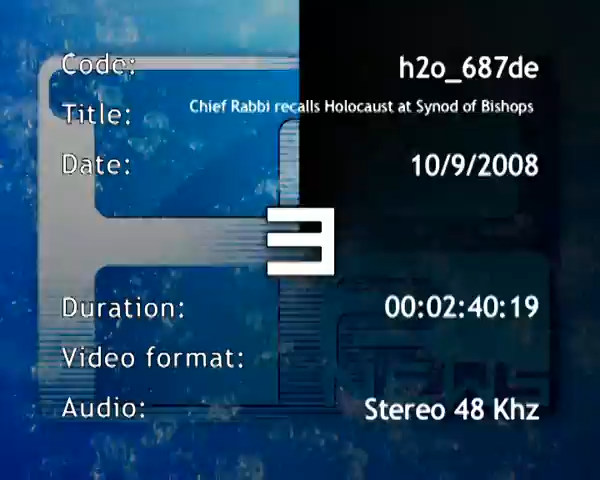 Code: h2o_687de
Title: Chief Rabbi recalls Holocaust at Synod of Bishops
Date: 10/9/2008
3
Duration: 00:02:40:19
Video format:
Audio: Stereo 48 Khz